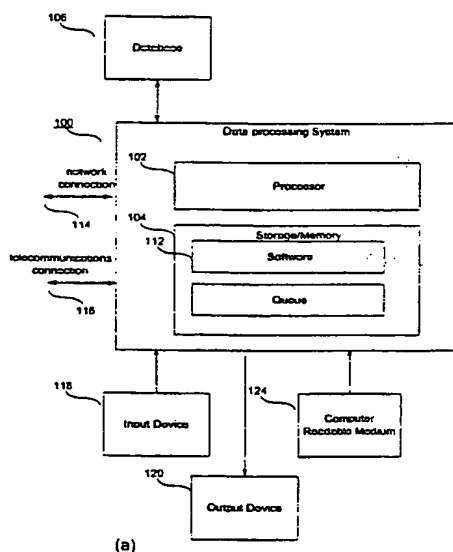 106
Database
100
Data processing System
network
connection
102
Processor
114
104
Storage/Memory
112
Software
telecommunications
connection
Queue
116
118
Input Device
124
Computer
Readable Medium
120
Output Device
(a)